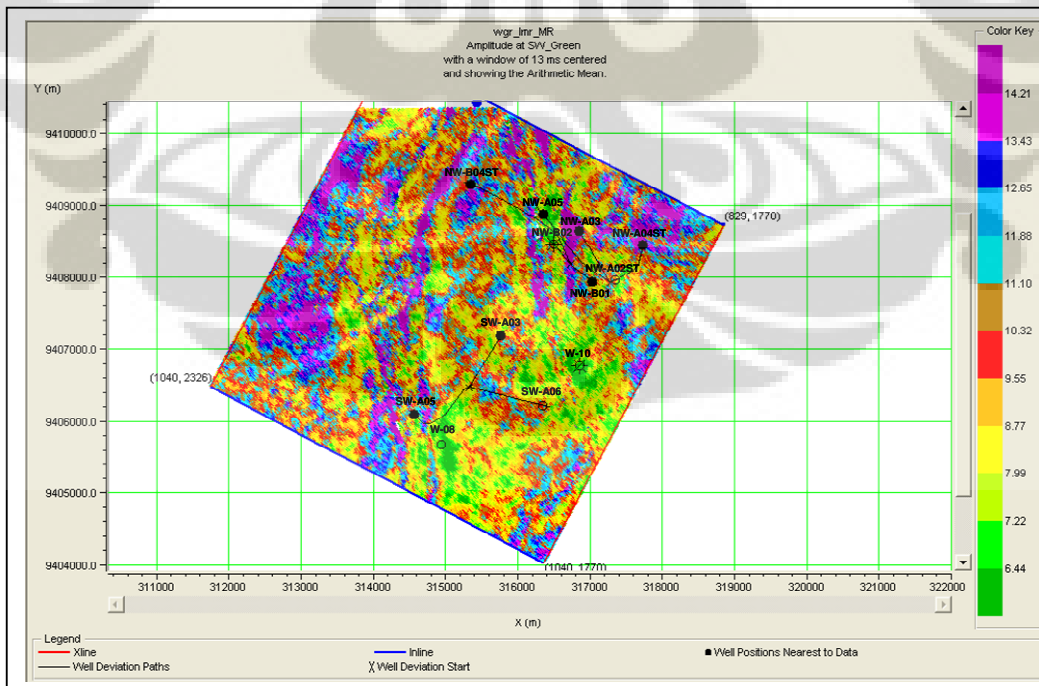 wgr_lmr_MR
Amplitude at SW_Green
with a window of 13 ms centered
and showing the Arithmetic Mean.
Color Key
Y (m)
14.21
13.43
12.65
11.88
11.10
10.32
9.55
8.77
7.99
7.22
6.44
9410000.0
9409000.0
9408000.0
9407000.0
9406000.0
9405000.0
9404000.0
NW-B04ST
NW-A05
NW-A03
NW-B02
NW-A04ST
(829, 1770)
NW-A02ST
NW-B01
SW-A03
W-10
(1040, 2326)
SW-A06
SW-A05
W-08
(1040, 1770)
311000 312000 313000 314000 315000 316000 317000 318000 319000 320000 321000 322000
X (m)
Legend
Xline Inline Well Positions Nearest to Data
Well Deviation Paths Well Deviation Start